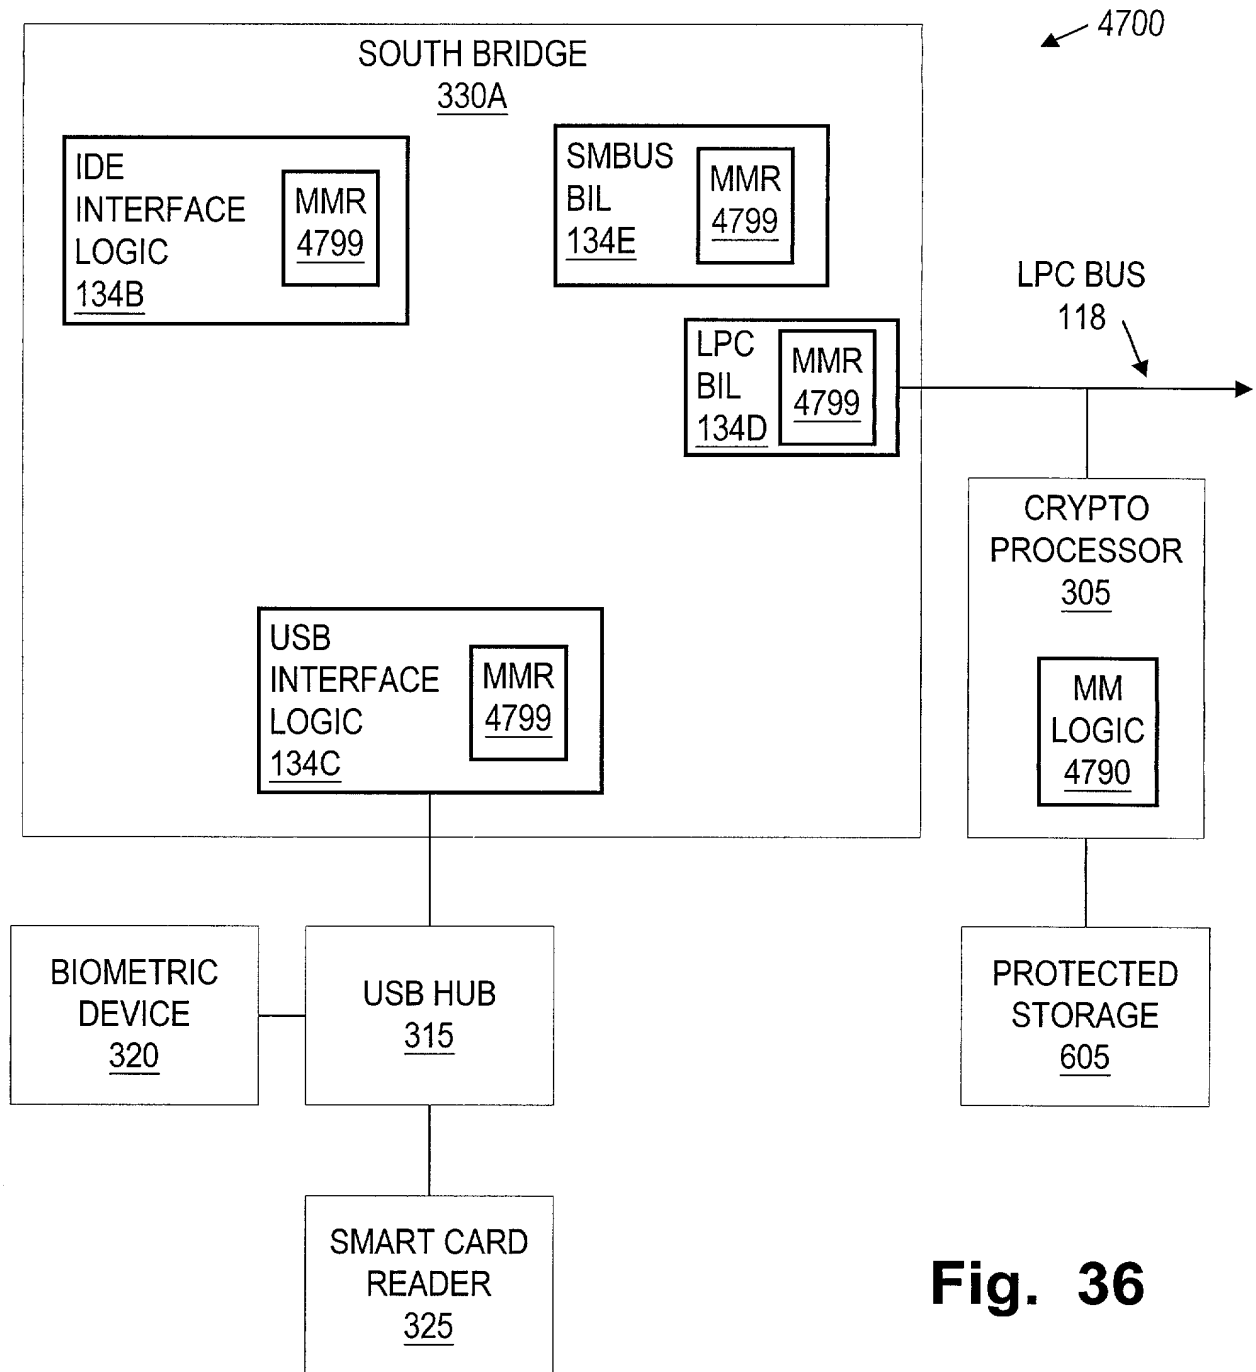 4700
SOUTH BRIDGE
330A
IDE
INTERFACE
LOGIC
134B
MMR
4799
SMBUS
BIL
134E
MMR
4799
LPC
BIL
134D
MMR
4799
LPC BUS
118
CRYPTO
PROCESSOR
305
MM
LOGIC
4790
USB
INTERFACE
LOGIC
134C
MMR
4799
BIOMETRIC
DEVICE
320
USB HUB
315
PROTECTED
STORAGE
605
SMART CARD
READER
325
Fig. 36